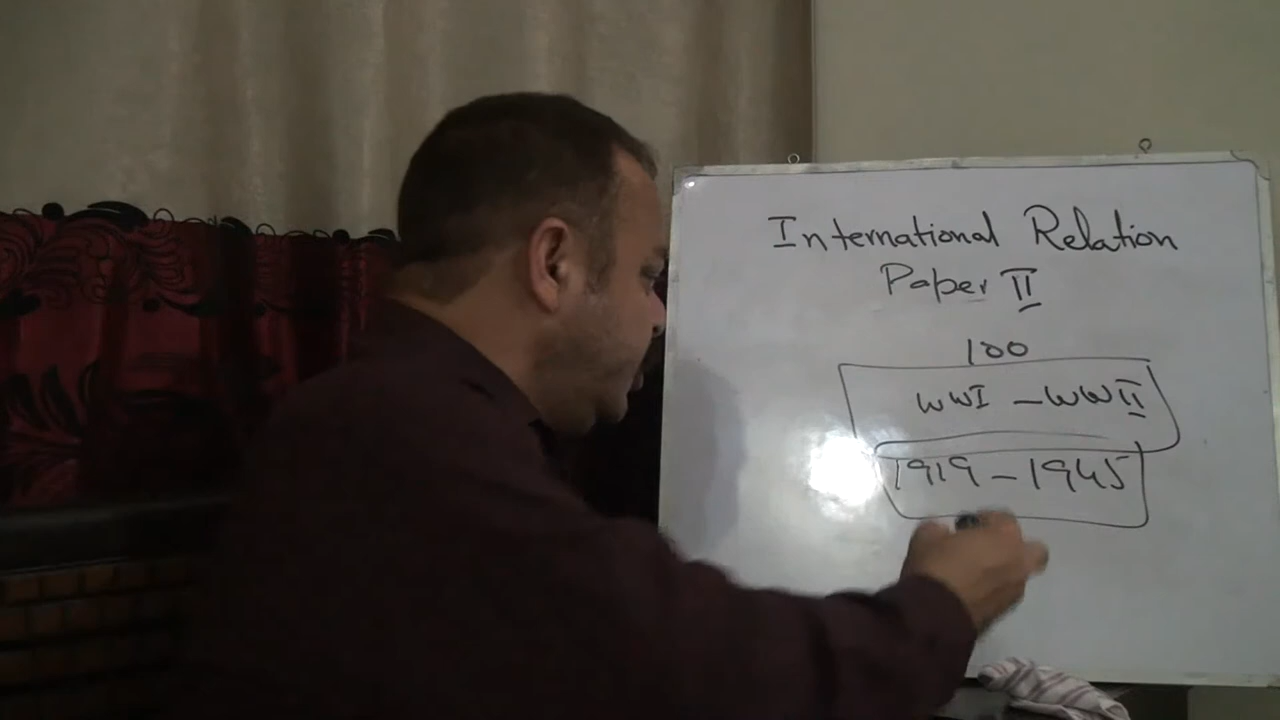 International Relation
Paper II
100
WWI - WWII
1919 - 1945